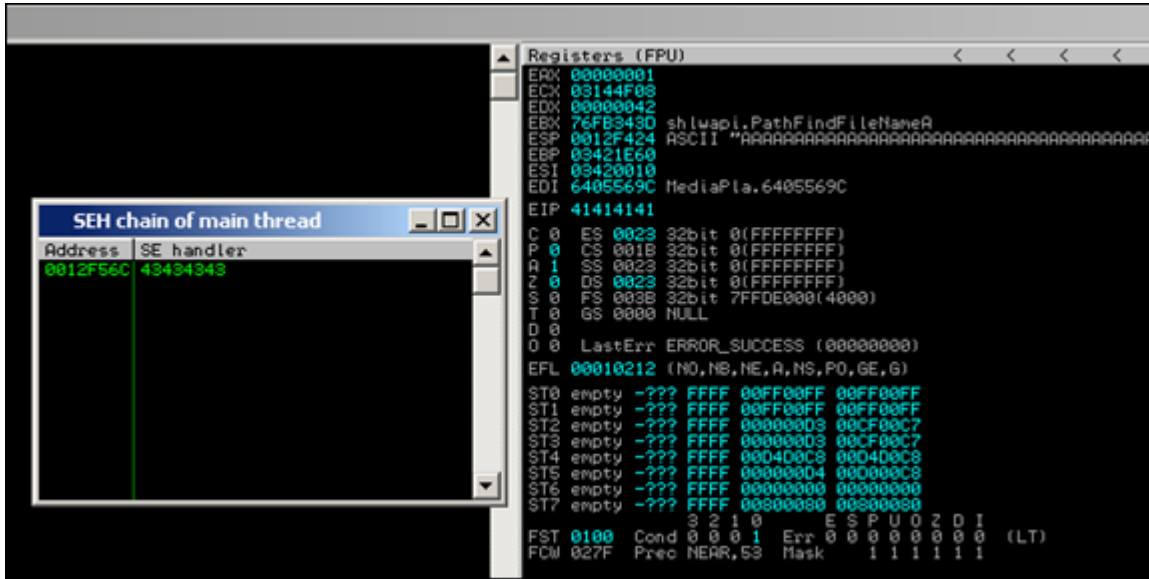 Registers (FPU) < < < <
EAX 00000001
ECX 03144F08
EDX 00000042
EBX 76FB343D shlwapi.PathFindFileNameA
ESP 0012F424 ASCII "AAAAAAAAAAAAAAAAAAAAAAAAAAAAAAAAAAAAAAAAAA
EBP 03421E60
ESI 03420010
EDI 6405569C MediaPla.6405569C
EIP 41414141
C 0 ES 0023 32bit 0(FFFFFFFF)
P 0 CS 001B 32bit 0(FFFFFFFF)
A 1 SS 0023 32bit 0(FFFFFFFF)
Z 0 DS 0023 32bit 0(FFFFFFFF)
S 0 FS 003B 32bit 7FFDE000(4000)
T 0 GS 0000 NULL
D 0
O 0 LastErr ERROR_SUCCESS (00000000)
EFL 00010212 (NO,NB,NE,A,NS,PO,GE,G)
ST0 empty -??? FFFF 00FF00FF 00FF00FF
ST1 empty -??? FFFF 00FF00FF 00FF00FF
ST2 empty -??? FFFF 000000D3 00CF00C7
ST3 empty -??? FFFF 000000D3 00CF00C7
ST4 empty -??? FFFF 00D4D0C8 00D4D0C8
ST5 empty -??? FFFF 000000D4 00D000C8
ST6 empty -??? FFFF 00000000 00000000
ST7 empty -??? FFFF 00800080 00800080
3 2 1 0 E S P U O Z D I
FST 0100 Cond 0 0 0 1 Err 0 0 0 0 0 0 0 0 (LT)
FCW 027F Prec NEAR,53 Mask 1 1 1 1 1 1
SEH chain of main thread
Address SE handler
0012F56C 43434343